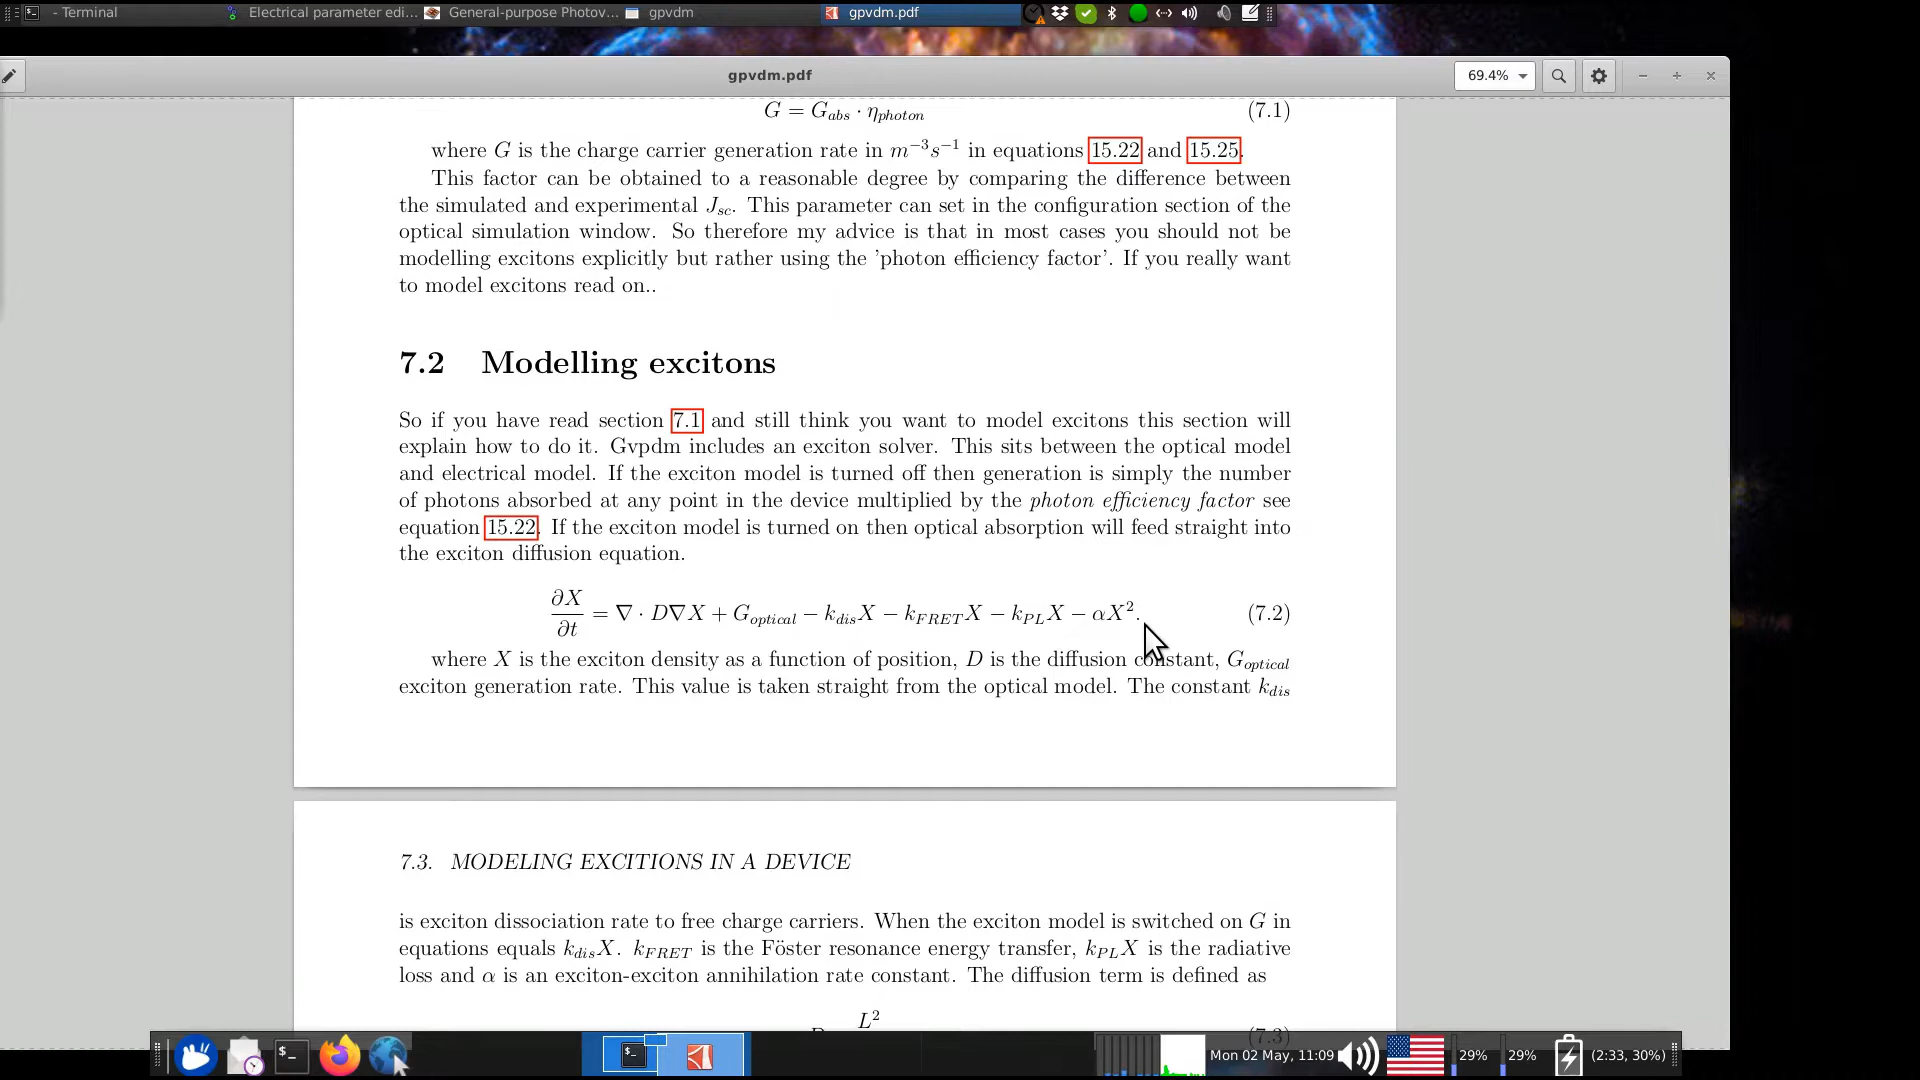 - Terminal Electrical parameter edi... General-purpose Photov... gpvdm gpvdm.pdf
gpvdm.pdf 69.4%
G = G_abs · η_photon (7.1)
where G is the charge carrier generation rate in m⁻³s⁻¹ in equations 15.22 and 15.25.
This factor can be obtained to a reasonable degree by comparing the difference between
the simulated and experimental J_sc. This parameter can set in the configuration section of the
optical simulation window. So therefore my advice is that in most cases you should not be
modelling excitons explicitly but rather using the 'photon efficiency factor'. If you really want
to model excitons read on..
7.2 Modelling excitons
So if you have read section 7.1 and still think you want to model excitons this section will
explain how to do it. Gvpdm includes an exciton solver. This sits between the optical model
and electrical model. If the exciton model is turned off then generation is simply the number
of photons absorbed at any point in the device multiplied by the photon efficiency factor see
equation 15.22. If the exciton model is turned on then optical absorption will feed straight into
the exciton diffusion equation.
∂X/∂t = ∇ · D∇X + G_optical − k_dis X − k_FRET X − k_PL X − αX². (7.2)
where X is the exciton density as a function of position, D is the diffusion constant, G_optical
exciton generation rate. This value is taken straight from the optical model. The constant k_dis
7.3. MODELING EXCITIONS IN A DEVICE
is exciton dissociation rate to free charge carriers. When the exciton model is switched on G in
equations equals k_dis X. k_FRET is the Föster resonance energy transfer, k_PL X is the radiative
loss and α is an exciton-exciton annihilation rate constant. The diffusion term is defined as
L²
(7.3)
Mon 02 May, 11:09 29% 29% (2:33, 30%)